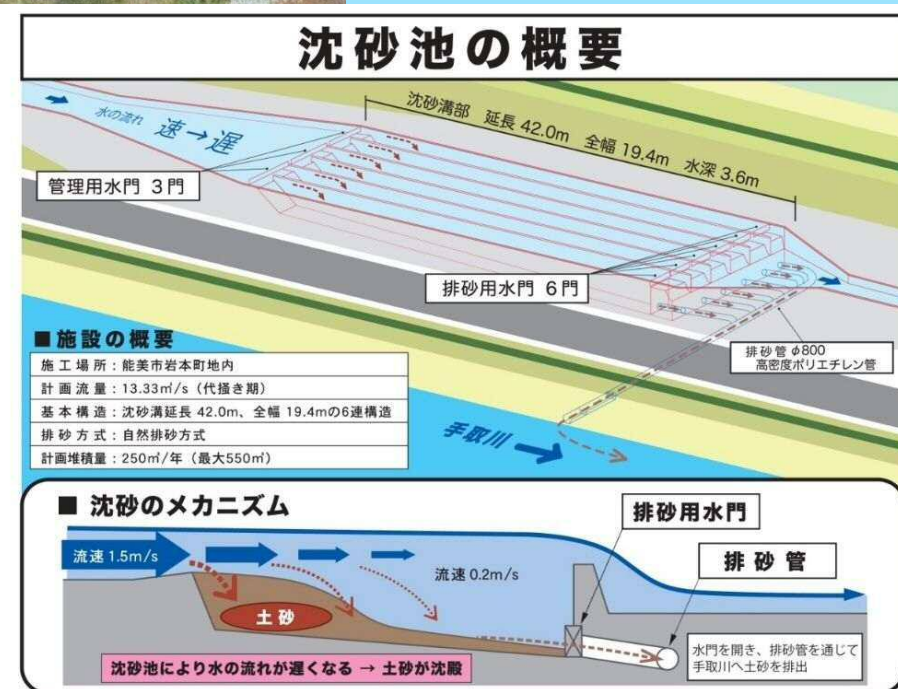 沈砂池の概要
水の流れ 速→遅
沈砂溝部 延長 42.0m 全幅 19.4m 水深 3.6m
管理用水門 3門
排砂用水門 6門
排砂管 φ800
高密度ポリエチレン管
手取川
■施設の概要
施工場所：能美市岩本町地内
計画流量：13.33㎥/s（代掻き期）
基本構造：沈砂溝延長 42.0m、全幅 19.4mの6連構造
排砂方式：自然排砂方式
計画堆積量：250㎥/年（最大550㎥）
■ 沈砂のメカニズム
排砂用水門
排砂管
流速1.5m/s
流速0.2m/s
土砂
水門を開き、排砂管を通じて
手取川へ土砂を排出
沈砂池により水の流れが遅くなる → 土砂が沈殿